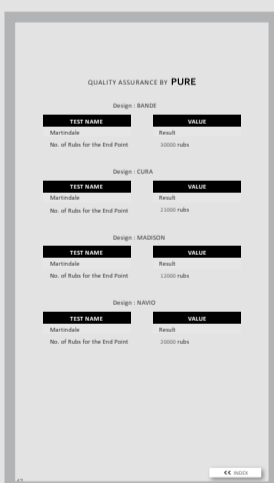 QUALITY ASSURANCE BY PURE
Design : BANDE
TEST NAME VALUE
Martindale Result
No. of Rubs for the End Point 30000 rubs
Design : CURA
TEST NAME VALUE
Martindale Result
No. of Rubs for the End Point 21000 rubs
Design : MADISON
TEST NAME VALUE
Martindale Result
No. of Rubs for the End Point rubs
Design : NAVIO
TEST NAME VALUE
Martindale Result
No. of Rubs for the End Point 20000 rubs
<< INDEX